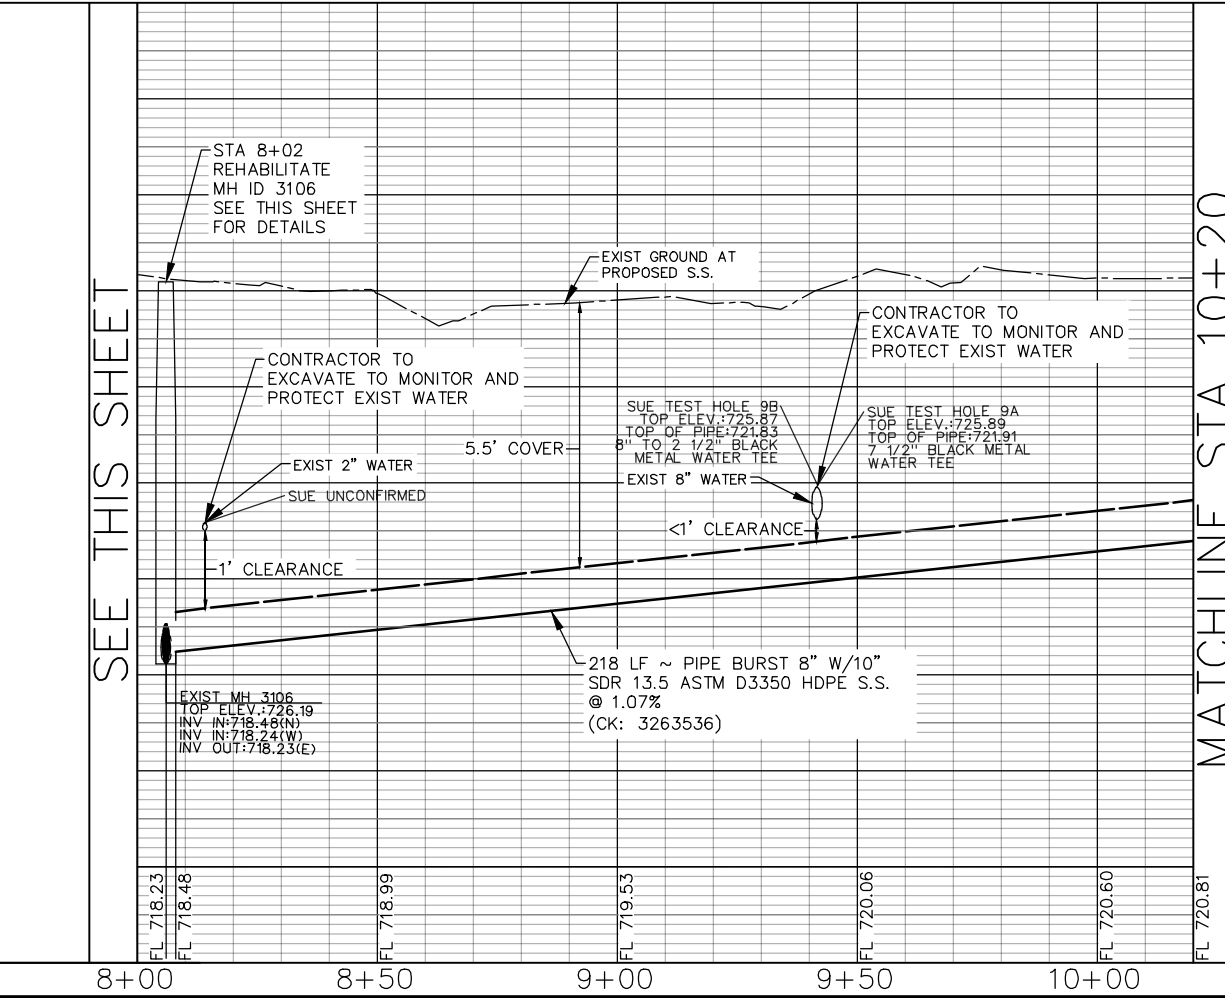 SEE THIS SHEET
STA 8+02
REHABILITATE
MH ID 3106
SEE THIS SHEET
FOR DETAILS
EXIST GROUND AT
PROPOSED S.S.
CONTRACTOR TO
EXCAVATE TO MONITOR AND
PROTECT EXIST WATER
CONTRACTOR TO
EXCAVATE TO MONITOR AND
PROTECT EXIST WATER
SUE TEST HOLE 9B
TOP ELEV.:725.87
TOP OF PIPE:721.83
8" TO 2 1/2" BLACK
METAL WATER TEE
SUE TEST HOLE 9A
TOP ELEV.:725.89
TOP OF PIPE:721.91
7 1/2" BLACK METAL
WATER TEE
5.5' COVER
EXIST 2" WATER
SUE UNCONFIRMED
EXIST 8" WATER
<1' CLEARANCE
1' CLEARANCE
218 LF ~ PIPE BURST 8" W/10"
SDR 13.5 ASTM D3350 HDPE S.S.
@ 1.07%
(CK: 3263536)
EXIST MH 3106
TOP ELEV.:726.19
INV IN:718.48(N)
INV IN:718.24(W)
INV OUT:718.23(E)
FL 718.23
FL 718.48
FL 718.99
FL 719.53
FL 720.06
FL 720.60
FL 720.81
8+00
8+50
9+00
9+50
10+00
MATCHLINE STA 10+20